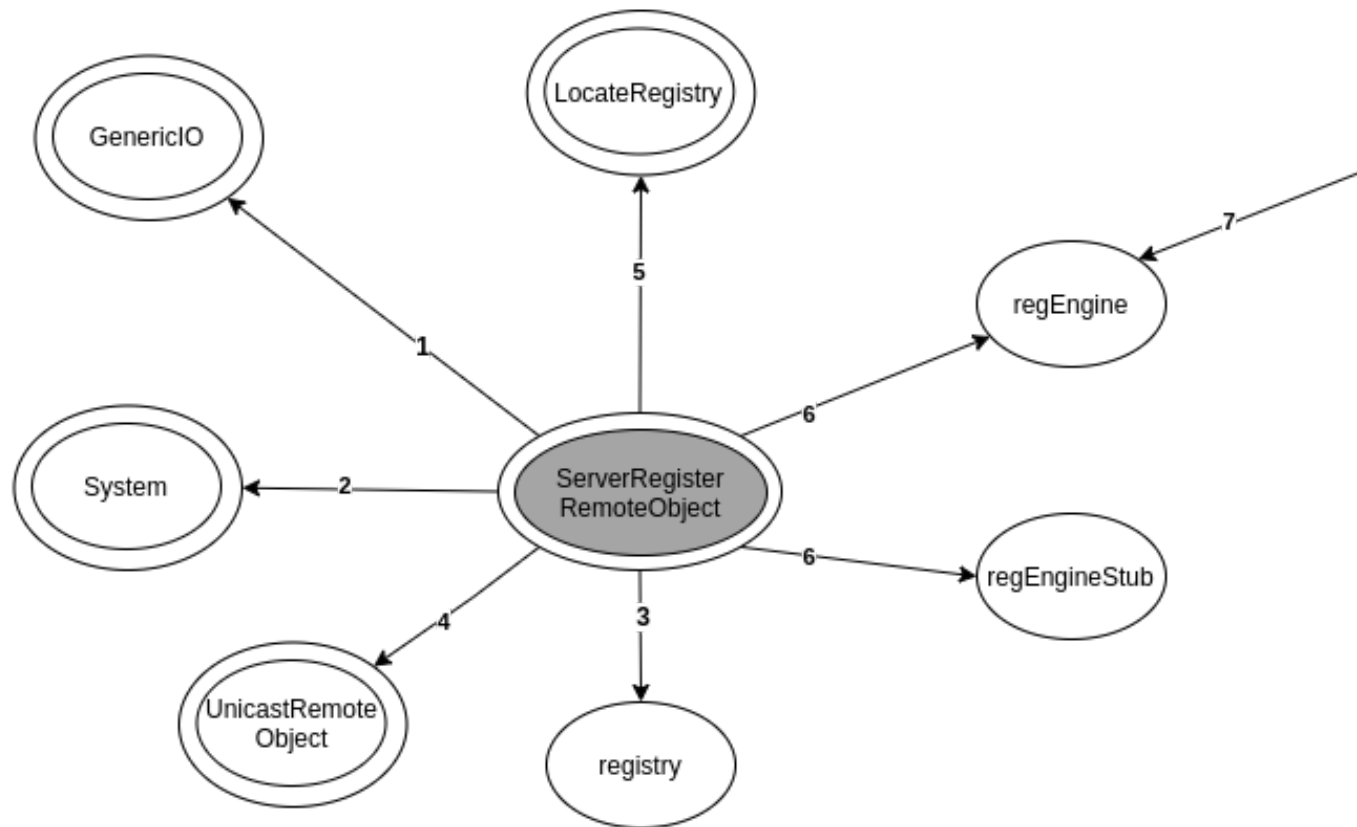 LocateRegistry
GenericIO
7
5
regEngine
1
6
ServerRegister
RemoteObject
System
2
6
regEngineStub
4
3
UnicastRemote
Object
registry